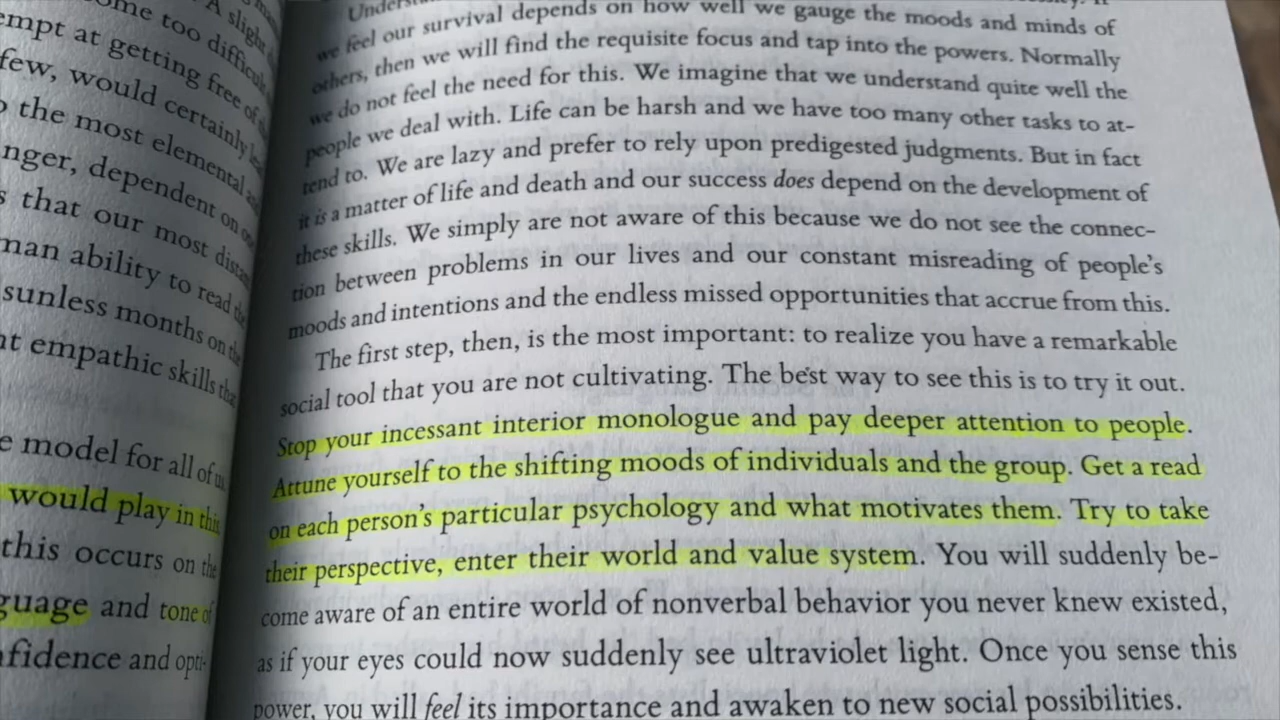 come too difficult
A slight
empt at getting free of
few, would certainly
the most elemental
nger, dependent on
s that our most
man ability to read
sunless months on the
nt empathic skills
e model for all of us
would play in this
this occurs on the
guage and tone of
fidence and opti-
we feel our survival depends on how well we gauge the moods and minds of
others, then we will find the requisite focus and tap into the powers. Normally
we do not feel the need for this. We imagine that we understand quite well the
people we deal with. Life can be harsh and we have too many other tasks to at-
tend to. We are lazy and prefer to rely upon predigested judgments. But in fact
it is a matter of life and death and our success does depend on the development of
these skills. We simply are not aware of this because we do not see the connec-
tion between problems in our lives and our constant misreading of people's
moods and intentions and the endless missed opportunities that accrue from this.
The first step, then, is the most important: to realize you have a remarkable
social tool that you are not cultivating. The best way to see this is to try it out.
Stop your incessant interior monologue and pay deeper attention to people.
Attune yourself to the shifting moods of individuals and the group. Get a read
on each person's particular psychology and what motivates them. Try to take
their perspective, enter their world and value system. You will suddenly be-
come aware of an entire world of nonverbal behavior you never knew existed,
as if your eyes could now suddenly see ultraviolet light. Once you sense this
power, you will feel its importance and awaken to new social possibilities.